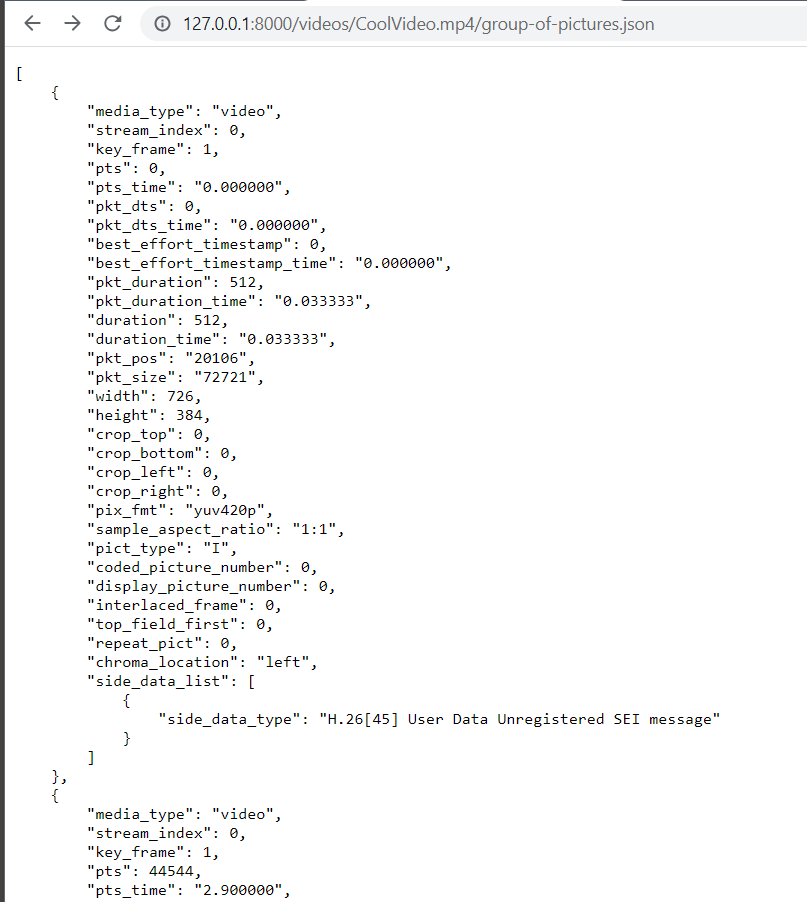 127.0.0.1:8000/videos/CoolVideo.mp4/group-of-pictures.json
[
    {
        "media_type": "video",
        "stream_index": 0,
        "key_frame": 1,
        "pts": 0,
        "pts_time": "0.000000",
        "pkt_dts": 0,
        "pkt_dts_time": "0.000000",
        "best_effort_timestamp": 0,
        "best_effort_timestamp_time": "0.000000",
        "pkt_duration": 512,
        "pkt_duration_time": "0.033333",
        "duration": 512,
        "duration_time": "0.033333",
        "pkt_pos": "20106",
        "pkt_size": "72721",
        "width": 726,
        "height": 384,
        "crop_top": 0,
        "crop_bottom": 0,
        "crop_left": 0,
        "crop_right": 0,
        "pix_fmt": "yuv420p",
        "sample_aspect_ratio": "1:1",
        "pict_type": "I",
        "coded_picture_number": 0,
        "display_picture_number": 0,
        "interlaced_frame": 0,
        "top_field_first": 0,
        "repeat_pict": 0,
        "chroma_location": "left",
        "side_data_list": [
            {
                "side_data_type": "H.26[45] User Data Unregistered SEI message"
            }
        ]
    },
    {
        "media_type": "video",
        "stream_index": 0,
        "key_frame": 1,
        "pts": 44544,
        "pts_time": "2.900000",